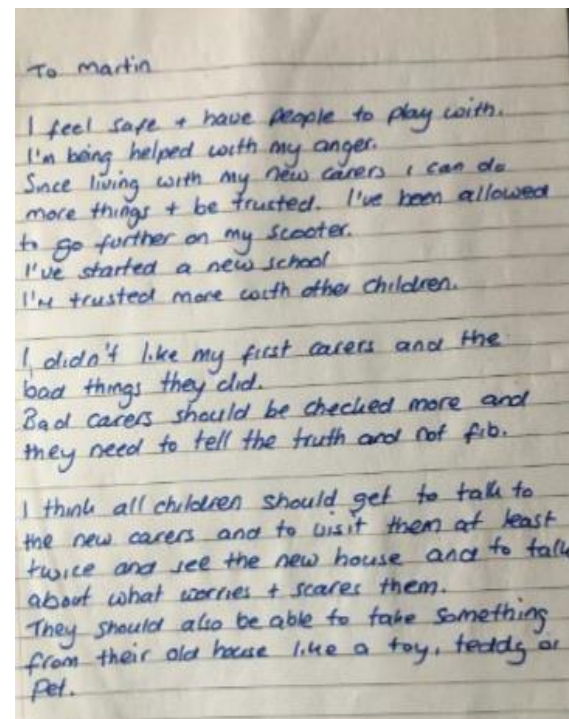 To Martin
I feel safe + have people to play with.
I'm being helped with my anger.
Since living with my new carers i can do
more things + be trusted. I've been allowed
to go further on my scooter.
I've started a new school
I'm trusted more with other children.
I didn't like my first carers and the
bad things they did.
Bad carers should be checked more and
they need to tell the truth and not fib.
I think all children should get to talk to
the new carers and to visit them at least
twice and see the new house and to talk
about what worries + scares them.
They should also be able to take something
from their old house like a toy, teddy or
Pet.